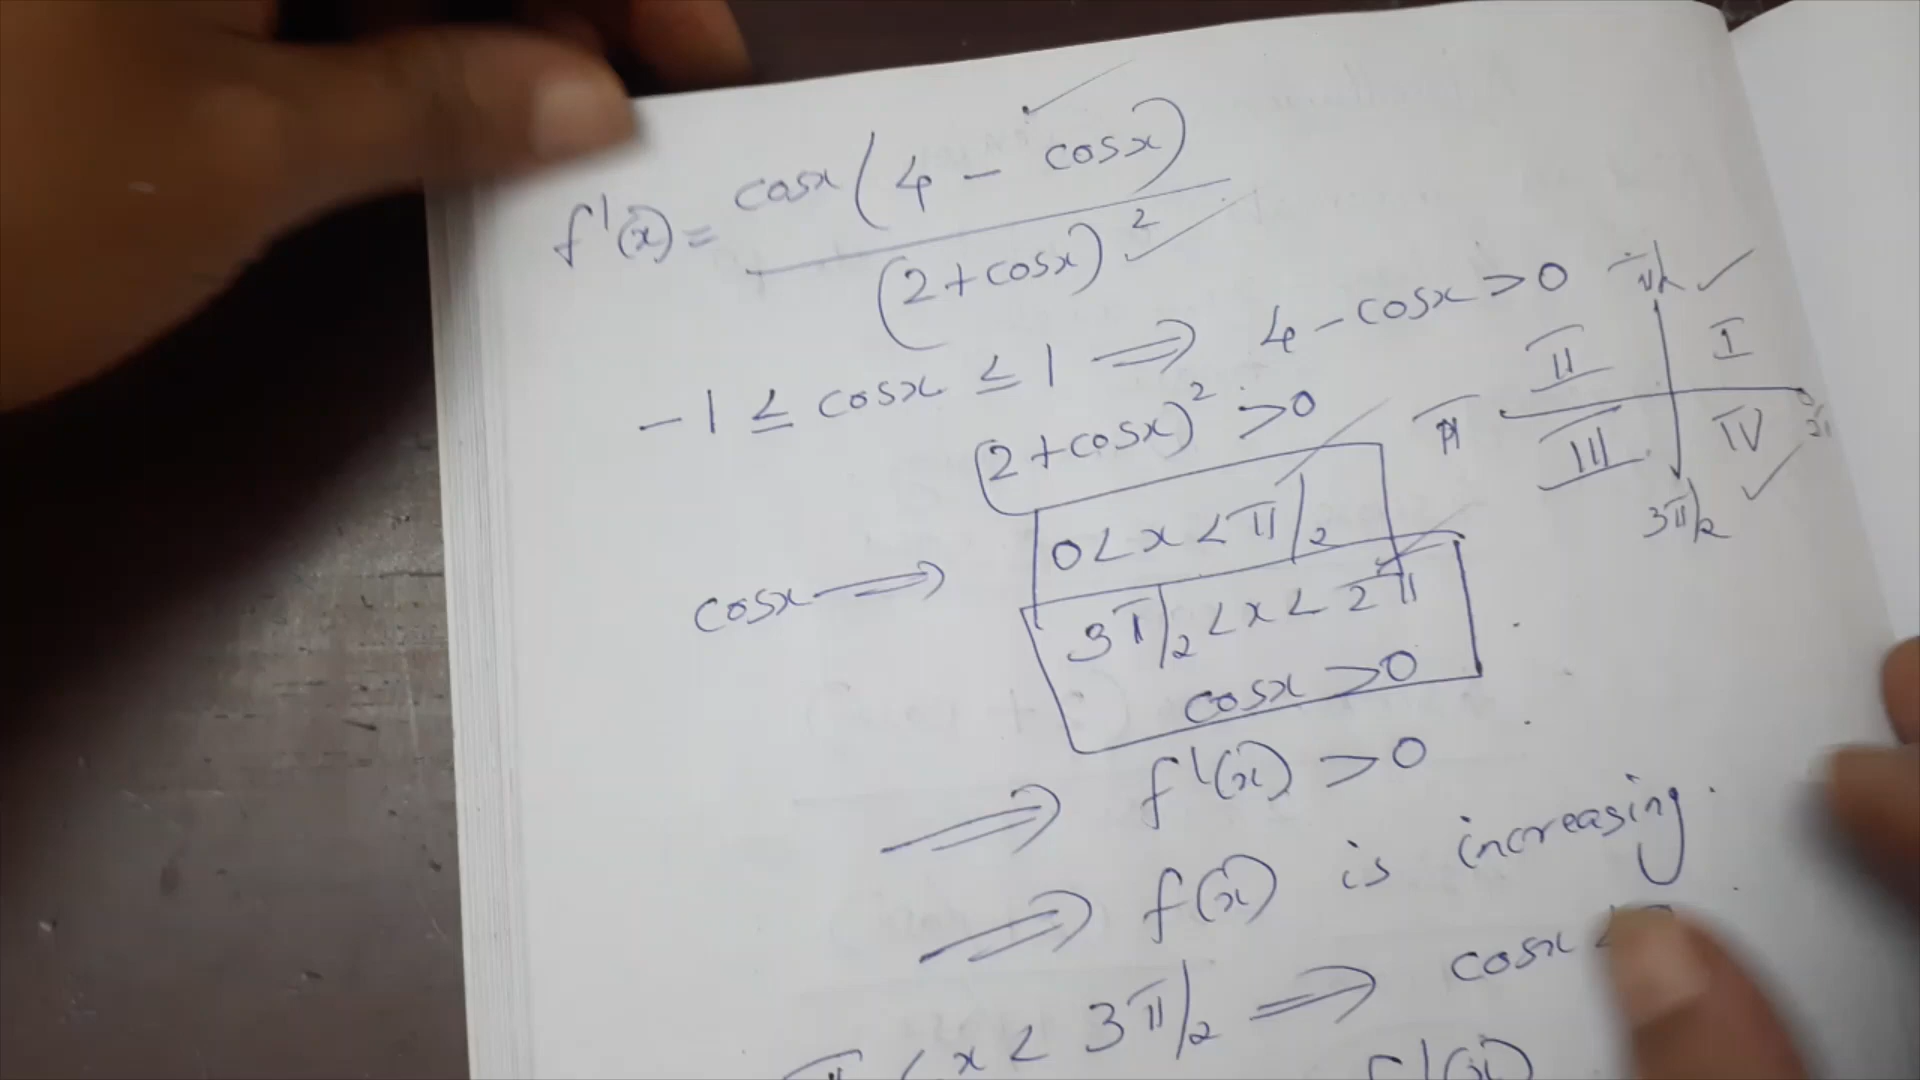 f'(x) = cosx(4 - cosx) / (2+cosx)²
-1 ≤ cosx ≤ 1 ⟹ 4 - cosx > 0
(2+cosx)² > 0
π/2
II I
π
III IV
3π/2
cosx ⟹ 0 < x < π/2
3π/2 < x < 2π
cosx > 0
⟹ f'(x) > 0
⟹ f(x) is increasing.
< x < 3π/2 ⟹ cosx <
f'(x)